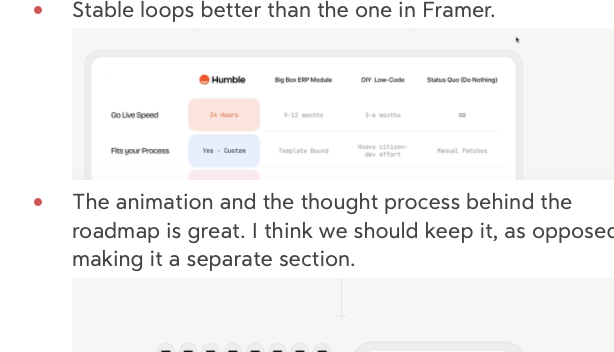 Stable loops better than the one in Framer.
Humble Big Box ERP Module DIY Low-Code Status Quo (Do Nothing)
Go Live Speed 24 Hours 9-12 months 3-6 months ∞
Fits your Process Yes - Custom Template Bound Heavy citizen-
dev effort Manual Patches
The animation and the thought process behind the
roadmap is great. I think we should keep it, as opposed
making it a separate section.